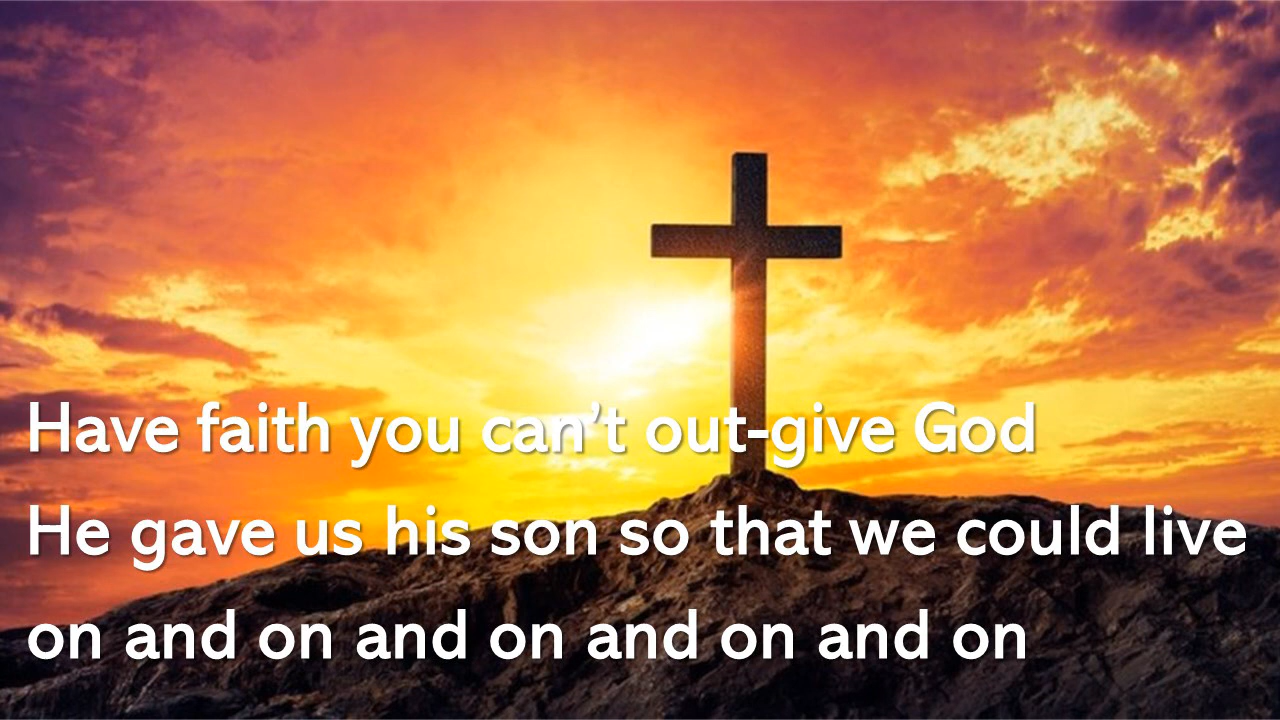 Have faith you can’t out-give God
He gave us his son so that we could live
on and on and on and on and on